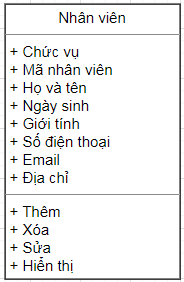 Nhân viên
+ Chức vụ
+ Mã nhân viên
+ Họ và tên
+ Ngày sinh
+ Giới tính
+ Số điện thoại
+ Email
+ Địa chỉ
+ Thêm
+ Xóa
+ Sửa
+ Hiển thị